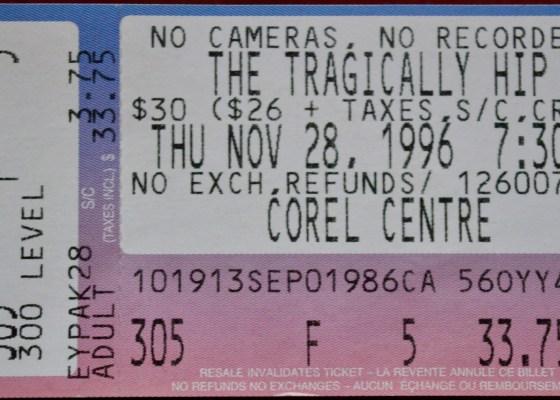 NO CAMERAS, NO RECORDE
THE TRAGICALLY HIP
$30 ($26 + TAXES,S/C,CR
THU NOV 28, 1996 7:30
NO EXCH,REFUNDS/ 126007
COREL CENTRE
101913SEP01986CA 560YY4
305 F 5 33.75
RESALE INVALIDATES TICKET – LA REVENTE ANNULE CE BILLET
NO REFUNDS NO EXCHANGES – AUCUN ÉCHANGE OU REMBOURSEM
300 LEVEL
EYPAK28 3.75
ADULT 33.75
S/C
(TAXES INCL.) $